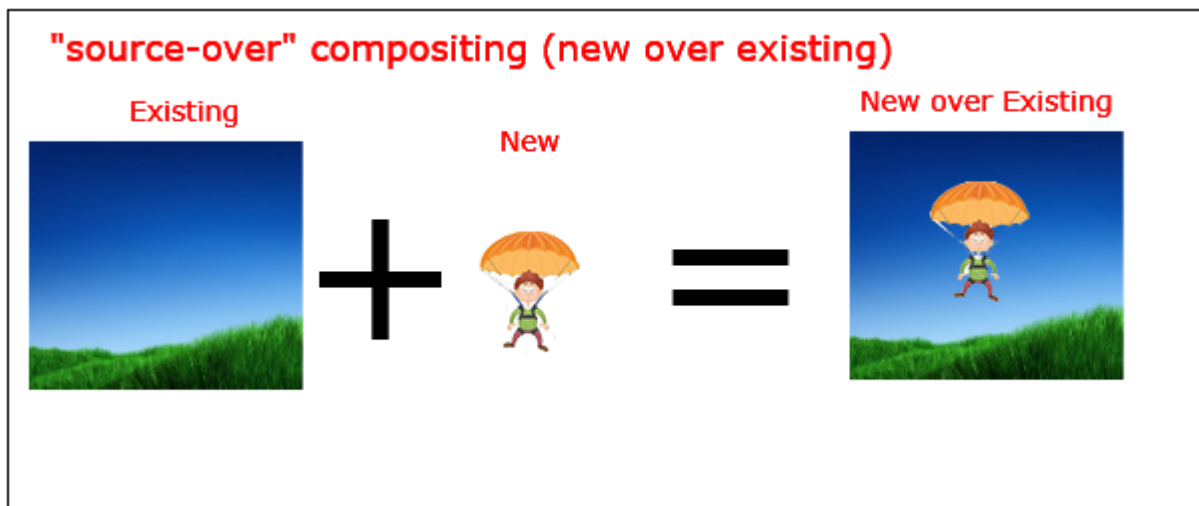 "source-over" compositing (new over existing)
Existing
New
New over Existing